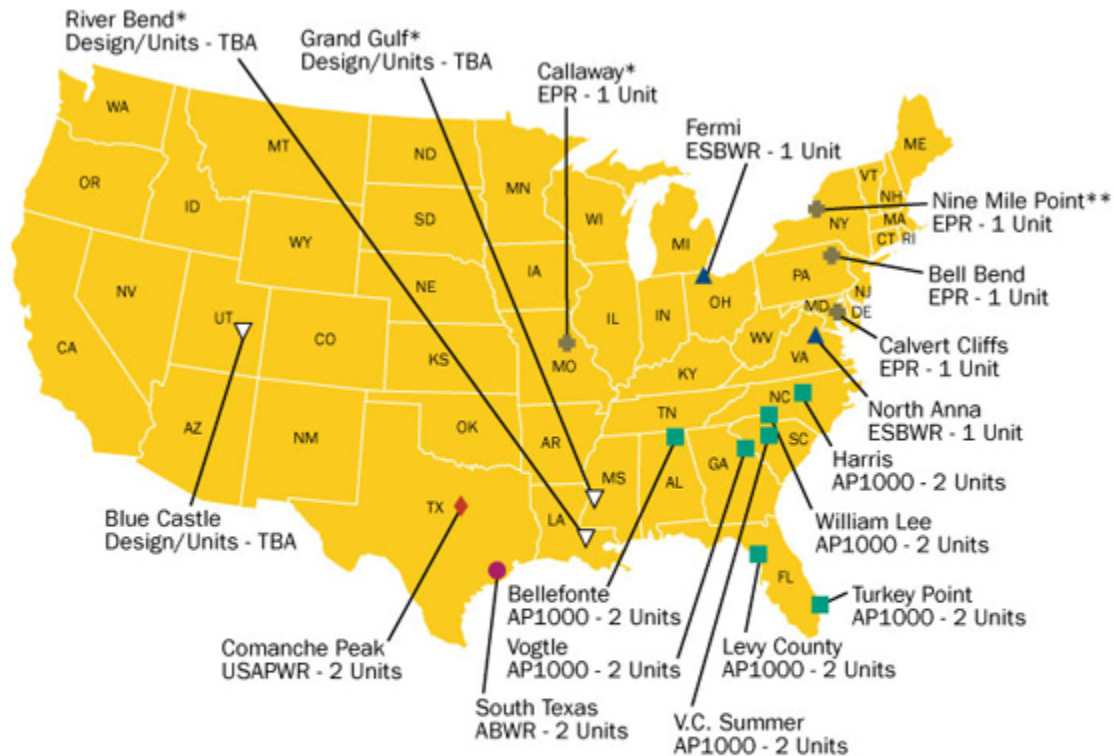 River Bend*
Design/Units - TBA
Grand Gulf*
Design/Units - TBA
Callaway*
EPR - 1 Unit
Fermi
ESBWR - 1 Unit
Nine Mile Point**
EPR - 1 Unit
Bell Bend
EPR - 1 Unit
Calvert Cliffs
EPR - 1 Unit
North Anna
ESBWR - 1 Unit
Harris
AP1000 - 2 Units
William Lee
AP1000 - 2 Units
Turkey Point
AP1000 - 2 Units
Levy County
AP1000 - 2 Units
V.C. Summer
AP1000 - 2 Units
Bellefonte
AP1000 - 2 Units
Vogtle
AP1000 - 2 Units
South Texas
ABWR - 2 Units
Comanche Peak
USAPWR - 2 Units
Blue Castle
Design/Units - TBA
WA
OR
ID
MT
ND
SD
MN
WI
MI
WY
NE
IA
NV
UT
CO
KS
CA
AZ
NM
OK
TX
MO
IL
IN
OH
KY
TN
AR
LA
MS
AL
GA
FL
SC
NC
VA
WV
PA
NY
ME
VT
NH
MA
CT
RI
NJ
MD
DE